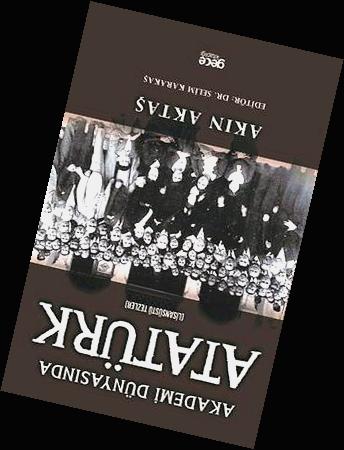 AKADEMİ DÜNYASINDA
ATATÜRK
(LİSANSÜSTÜ TEZLER)
AKIN AKTAŞ
EDİTÖR: DR. SELİM KARAKAŞ
gece